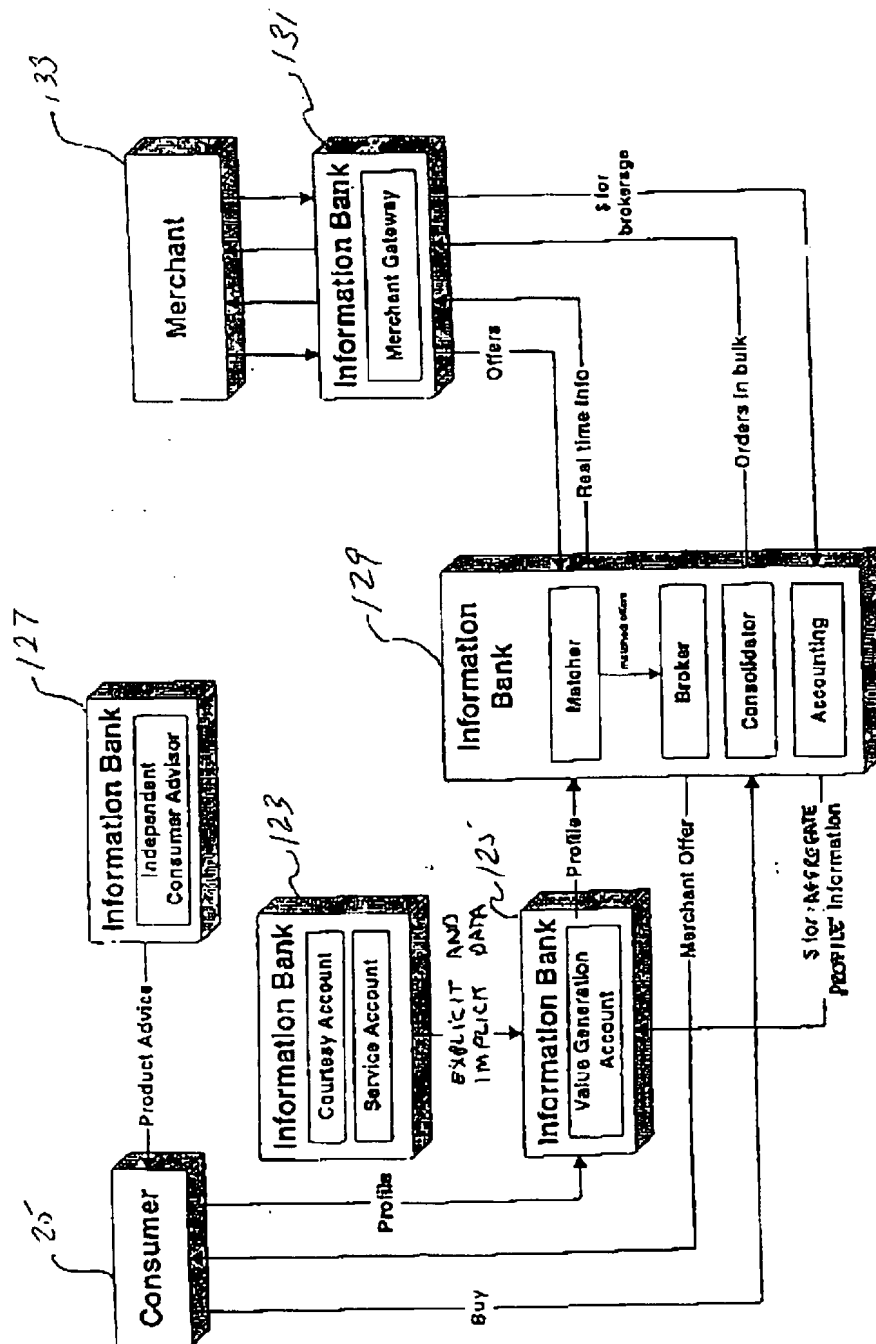 20
Consumer
Product Advice
127
Information Bank
Independent
Consumer Advisor
133
Merchant
131
Information Bank
Merchant Gateway
123
Information Bank
Courtesy Account
Service Account
EXPLICIT AND
IMPLICIT DATA
125
Information Bank
Value Generation
Account
Profile
Profile
Merchant Offer
Buy
$ for AGGREGATE
PROFILE Information
129
Information
Bank
Matcher
matched offers
Broker
Consolidator
Accounting
Offers
Real time Info
Orders in bulk
$ for
brokerage